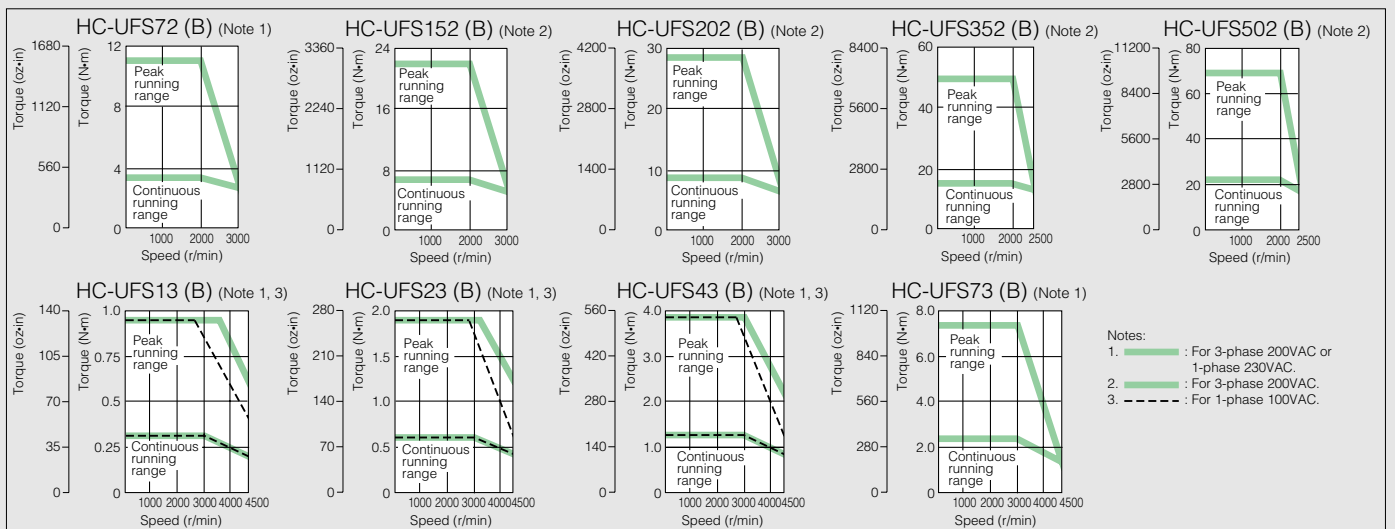 HC-UFS72 (B) (Note 1)
Torque (oz•in)
1680
1120
560
0
Torque (N•m)
12
8
4
0
Peak
running
range
Continuous
running
range
1000 2000 3000
Speed (r/min)
HC-UFS152 (B) (Note 2)
Torque (oz•in)
3360
2240
1120
0
Torque (N•m)
24
16
8
0
Peak
running
range
Continuous
running
range
1000 2000 3000
Speed (r/min)
HC-UFS202 (B) (Note 2)
Torque (oz•in)
4200
2800
1400
0
Torque (N•m)
30
20
10
0
Peak
running
range
Continuous
running
range
1000 2000 3000
Speed (r/min)
HC-UFS352 (B) (Note 2)
Torque (oz•in)
8400
5600
2800
0
Torque (N•m)
60
40
20
0
Peak
running
range
Continuous
running
range
1000 2000 2500
Speed (r/min)
HC-UFS502 (B) (Note 2)
Torque (oz•in)
11200
8400
5600
2800
0
Torque (N•m)
80
60
40
20
0
Peak
running
range
Continuous
running
range
1000 2000 2500
Speed (r/min)
HC-UFS13 (B) (Note 1, 3)
Torque (oz•in)
140
105
70
35
0
Torque (N•m)
1.0
0.75
0.5
0.25
0
Peak
running
range
Continuous
running
range
1000 2000 3000 4000 4500
Speed (r/min)
HC-UFS23 (B) (Note 1, 3)
Torque (oz•in)
280
210
140
70
0
Torque (N•m)
2.0
1.5
1.0
0.5
0
Peak
running
range
Continuous
running
range
1000 2000 3000 4000 4500
Speed (r/min)
HC-UFS43 (B) (Note 1, 3)
Torque (oz•in)
560
420
280
140
0
Torque (N•m)
4.0
3.0
2.0
1.0
0
Peak
running
range
Continuous
running
range
1000 2000 3000 4000 4500
Speed (r/min)
HC-UFS73 (B) (Note 1)
Torque (oz•in)
1120
840
560
280
0
Torque (N•m)
8.0
6.0
4.0
2.0
0
Peak
running
range
Continuous
running
range
1000 2000 3000 4000 4500
Speed (r/min)
Notes:
1. : For 3-phase 200VAC or
1-phase 230VAC.
2. : For 3-phase 200VAC.
3. : For 1-phase 100VAC.